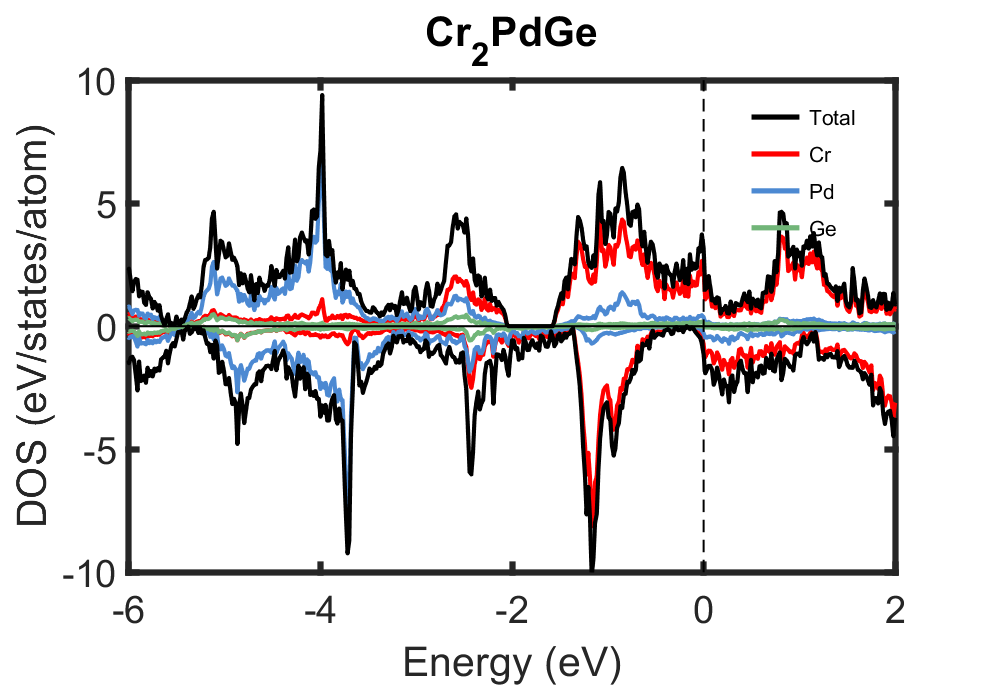 Cr₂PdGe
10
5
0
-5
-10
DOS (eV/states/atom)
Total
Cr
Pd
Ge
-6
-4
-2
0
2
Energy (eV)